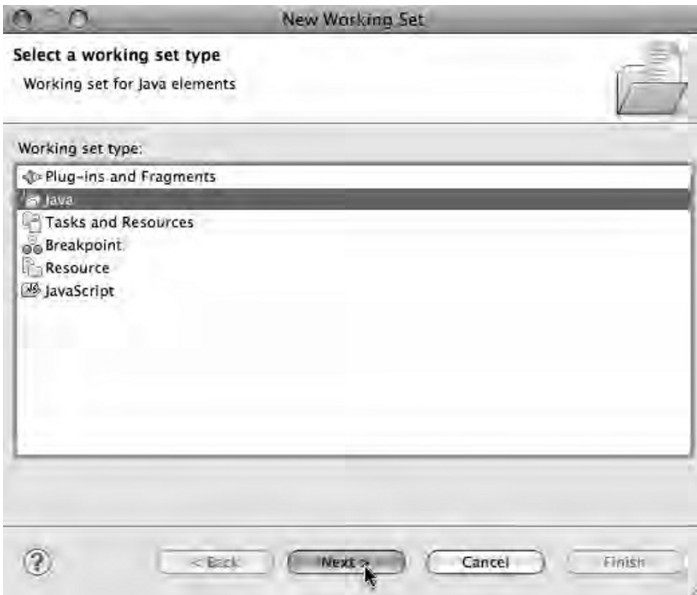 New Working Set
Select a working set type
Working set for Java elements
Working set type:
Plug-ins and Fragments
Java
Tasks and Resources
Breakpoint
Resource
JavaScript
?
< Back
Next >
Cancel
Finish